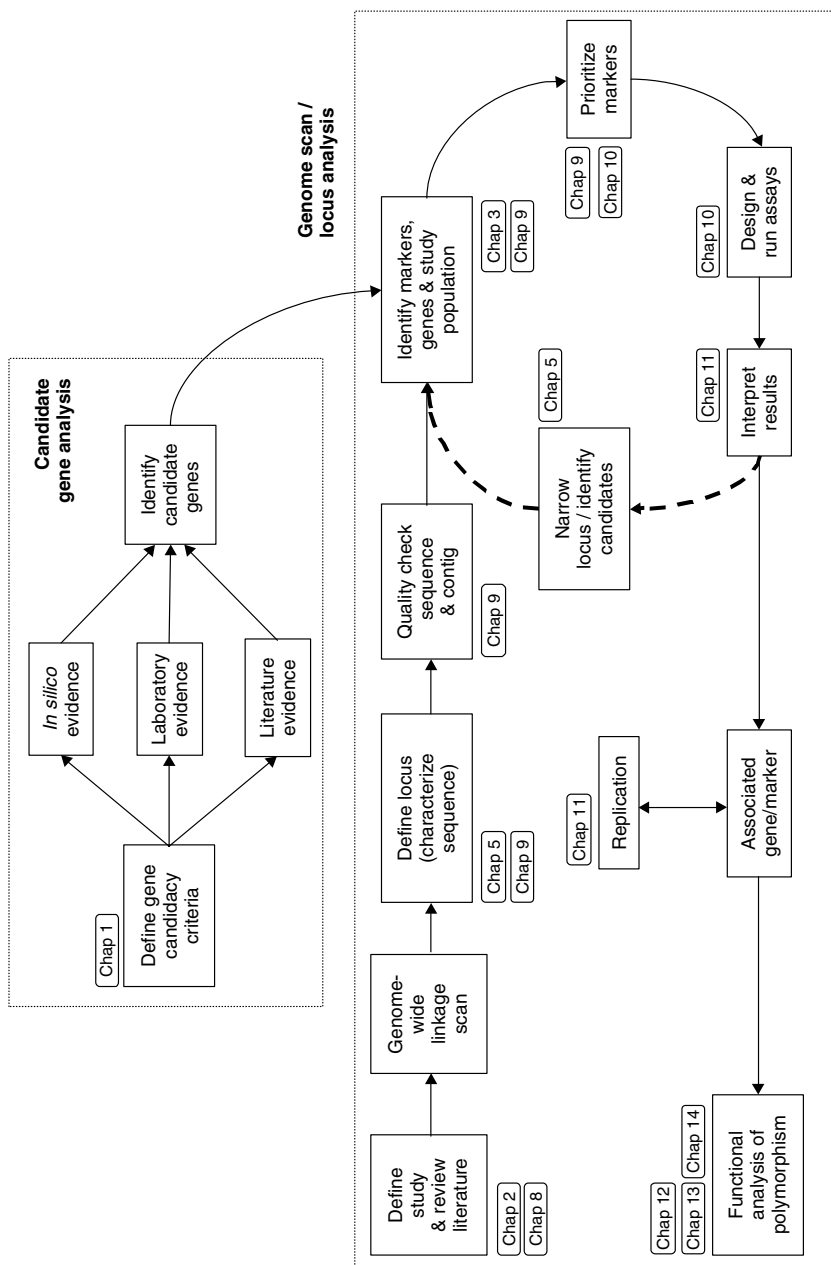 Candidate
gene analysis
Chap 1
Define gene
candidacy
criteria
In silico
evidence
Laboratory
evidence
Literature
evidence
Identify
candidate
genes
Genome scan /
locus analysis
Define
study
& review
literature
Chap 2
Chap 8
Genome-
wide
linkage
scan
Define locus
(characterize
sequence)
Chap 5
Chap 9
Quality check
sequence
& contig
Chap 9
Identify markers,
genes & study
population
Chap 3
Chap 9
Prioritize
markers
Chap 9
Chap 10
Chap 10
Design &
run assays
Chap 11
Interpret
results
Chap 5
Narrow
locus / identify
candidates
Chap 11
Replication
Associated
gene/marker
Chap 12
Chap 13
Chap 14
Functional
analysis of
polymorphism